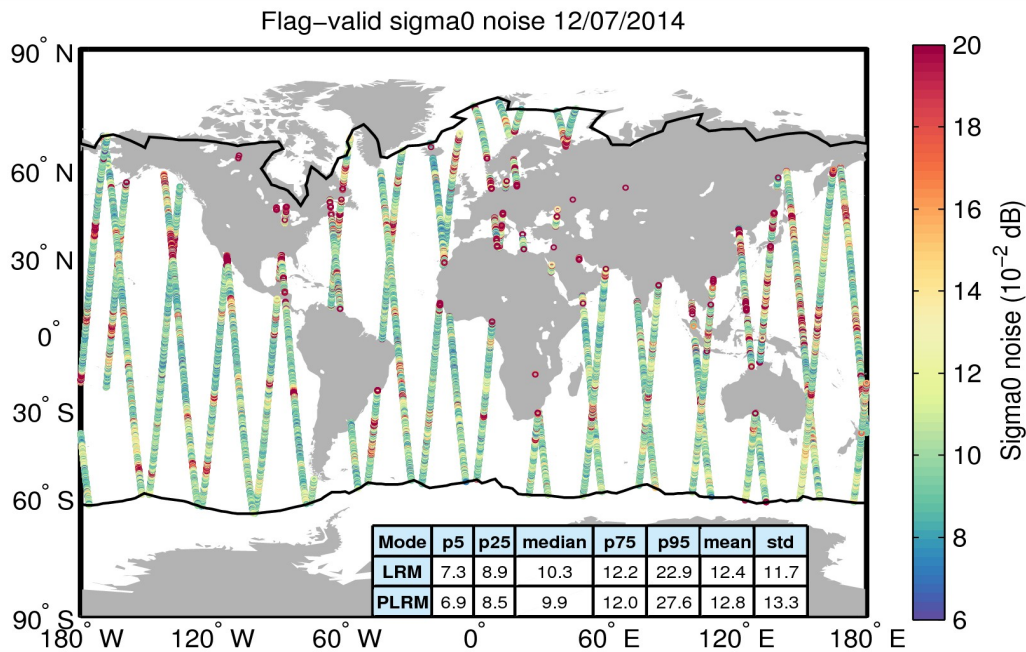 Flag−valid sigma0 noise 12/07/2014
90° N
60° N
30° N
0°
30° S
60° S
90° S
180° W
120° W
60° W
0°
60° E
120° E
180° E
20
18
16
14
12
10
8
6
Sigma0 noise (10⁻² dB)
Mode p5 p25 median p75 p95 mean std
LRM 7.3 8.9 10.3 12.2 22.9 12.4 11.7
PLRM 6.9 8.5 9.9 12.0 27.6 12.8 13.3